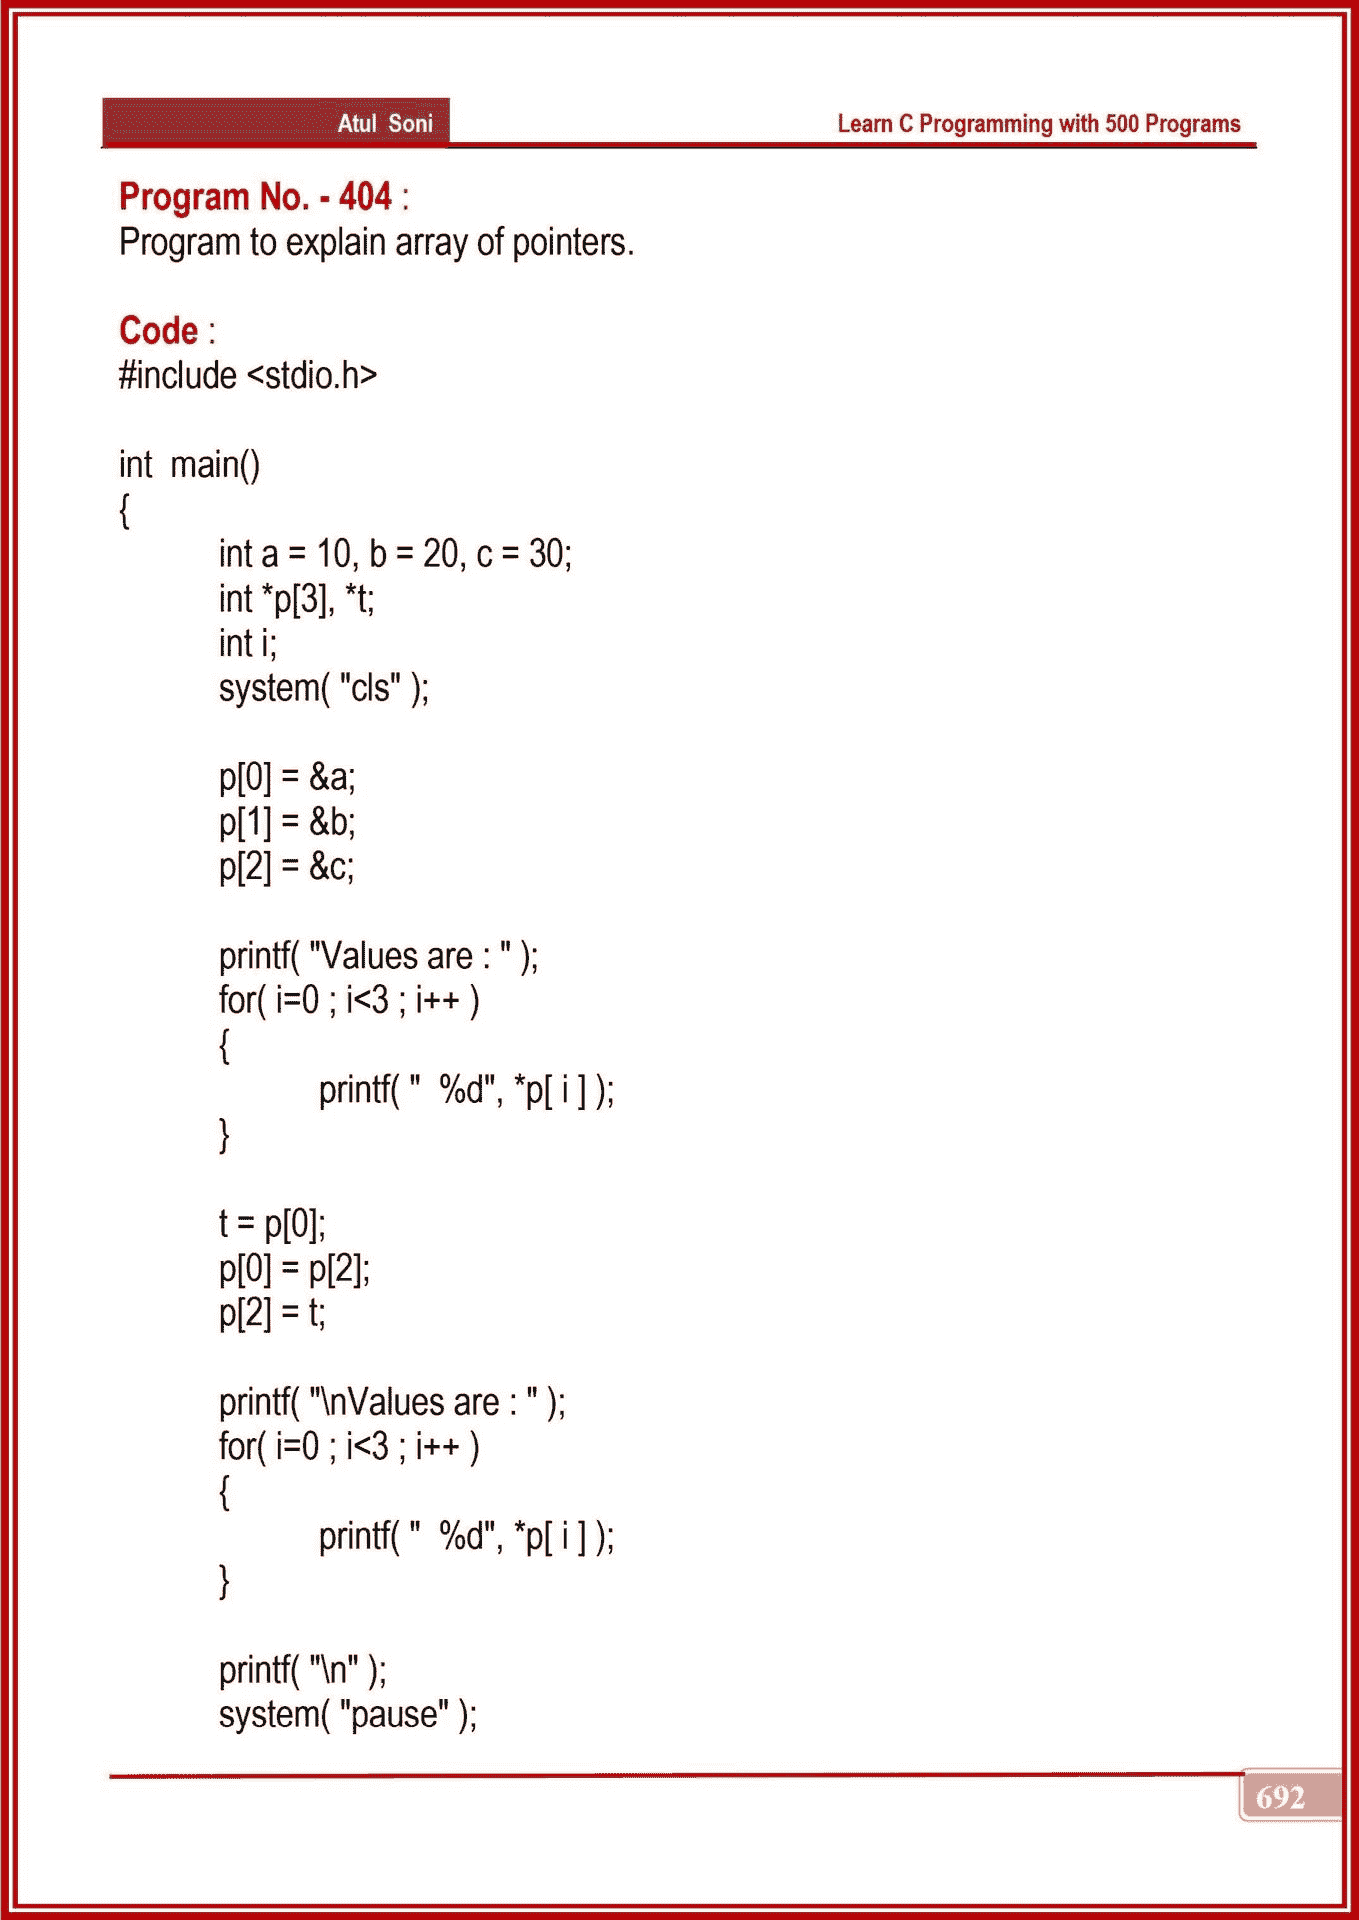 Atul  Soni
Learn C Programming with 500 Programs
Program No. - 404 :
Program to explain array of pointers.
Code :
#include <stdio.h>
int  main()
{
int a = 10, b = 20, c = 30;
int *p[3], *t;
int i;
system( "cls" );
p[0] = &a;
p[1] = &b;
p[2] = &c;
printf( "Values are : " );
for( i=0 ; i<3 ; i++ )
{
printf( "  %d", *p[ i ] );
}
t = p[0];
p[0] = p[2];
p[2] = t;
printf( "\nValues are : " );
for( i=0 ; i<3 ; i++ )
{
printf( "  %d", *p[ i ] );
}
printf( "\n" );
system( "pause" );
692